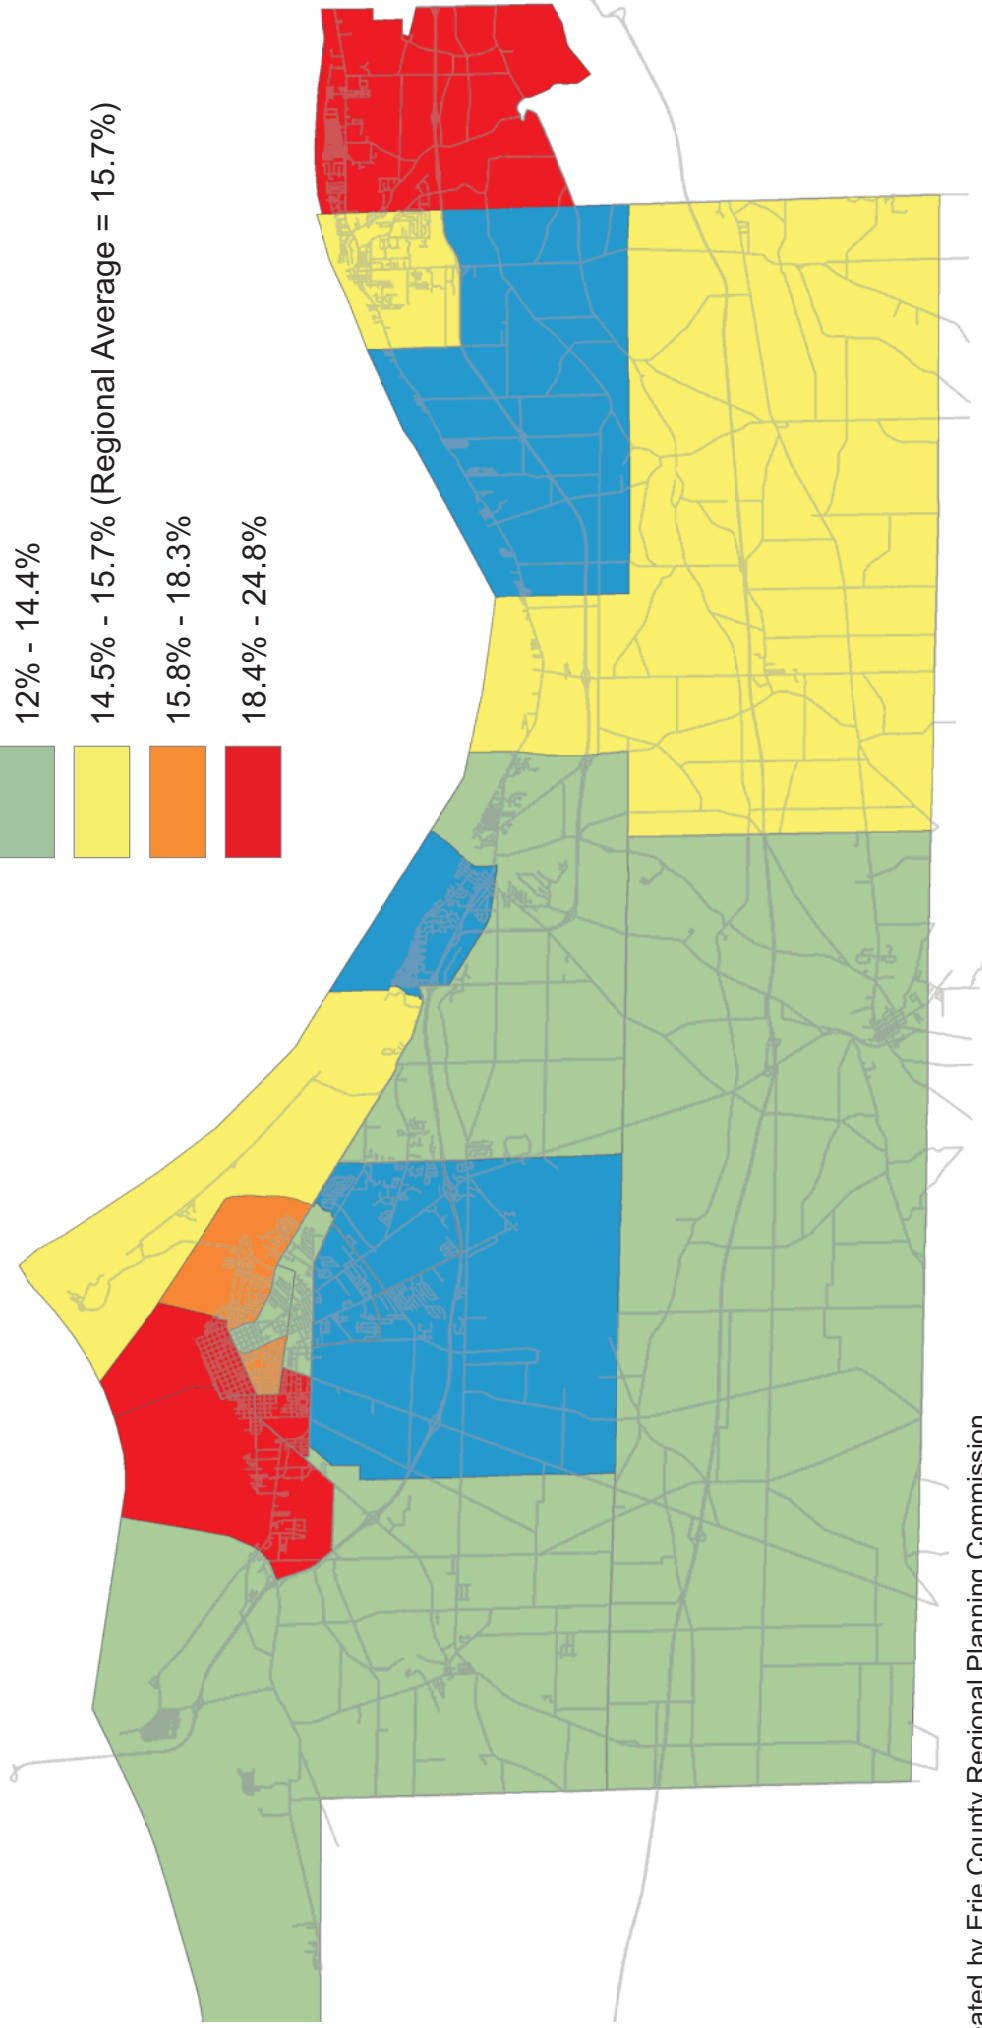 12% - 14.4%
14.5% - 15.7% (Regional Average = 15.7%)
15.8% - 18.3%
18.4% - 24.8%
by Erie County Regional Planning Commission